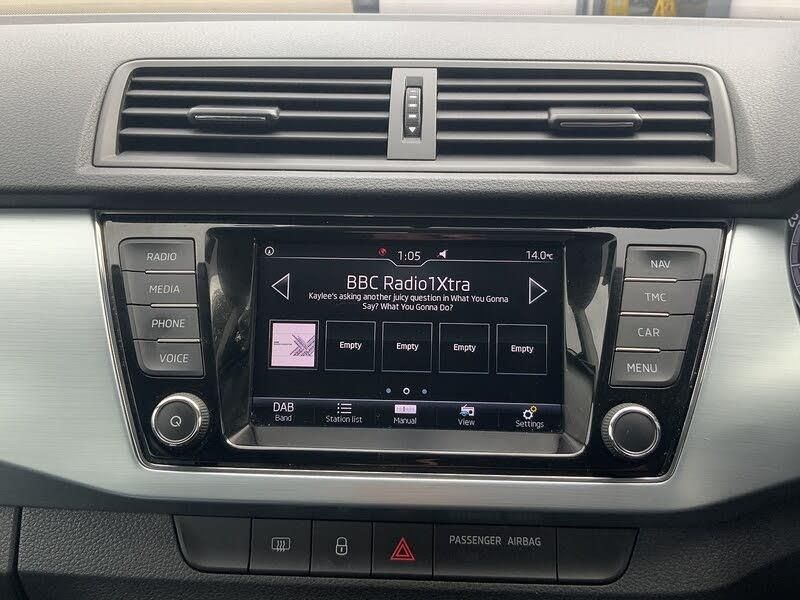 RADIO
MEDIA
PHONE
VOICE
1:05
14.0°C
BBC Radio1Xtra
Kaylee's asking another juicy question in What You Gonna
Say? What You Gonna Do?
Empty
Empty
Empty
Empty
DAB
Band
Station list
Manual
View
Settings
NAV
TMC
CAR
MENU
PASSENGER AIRBAG